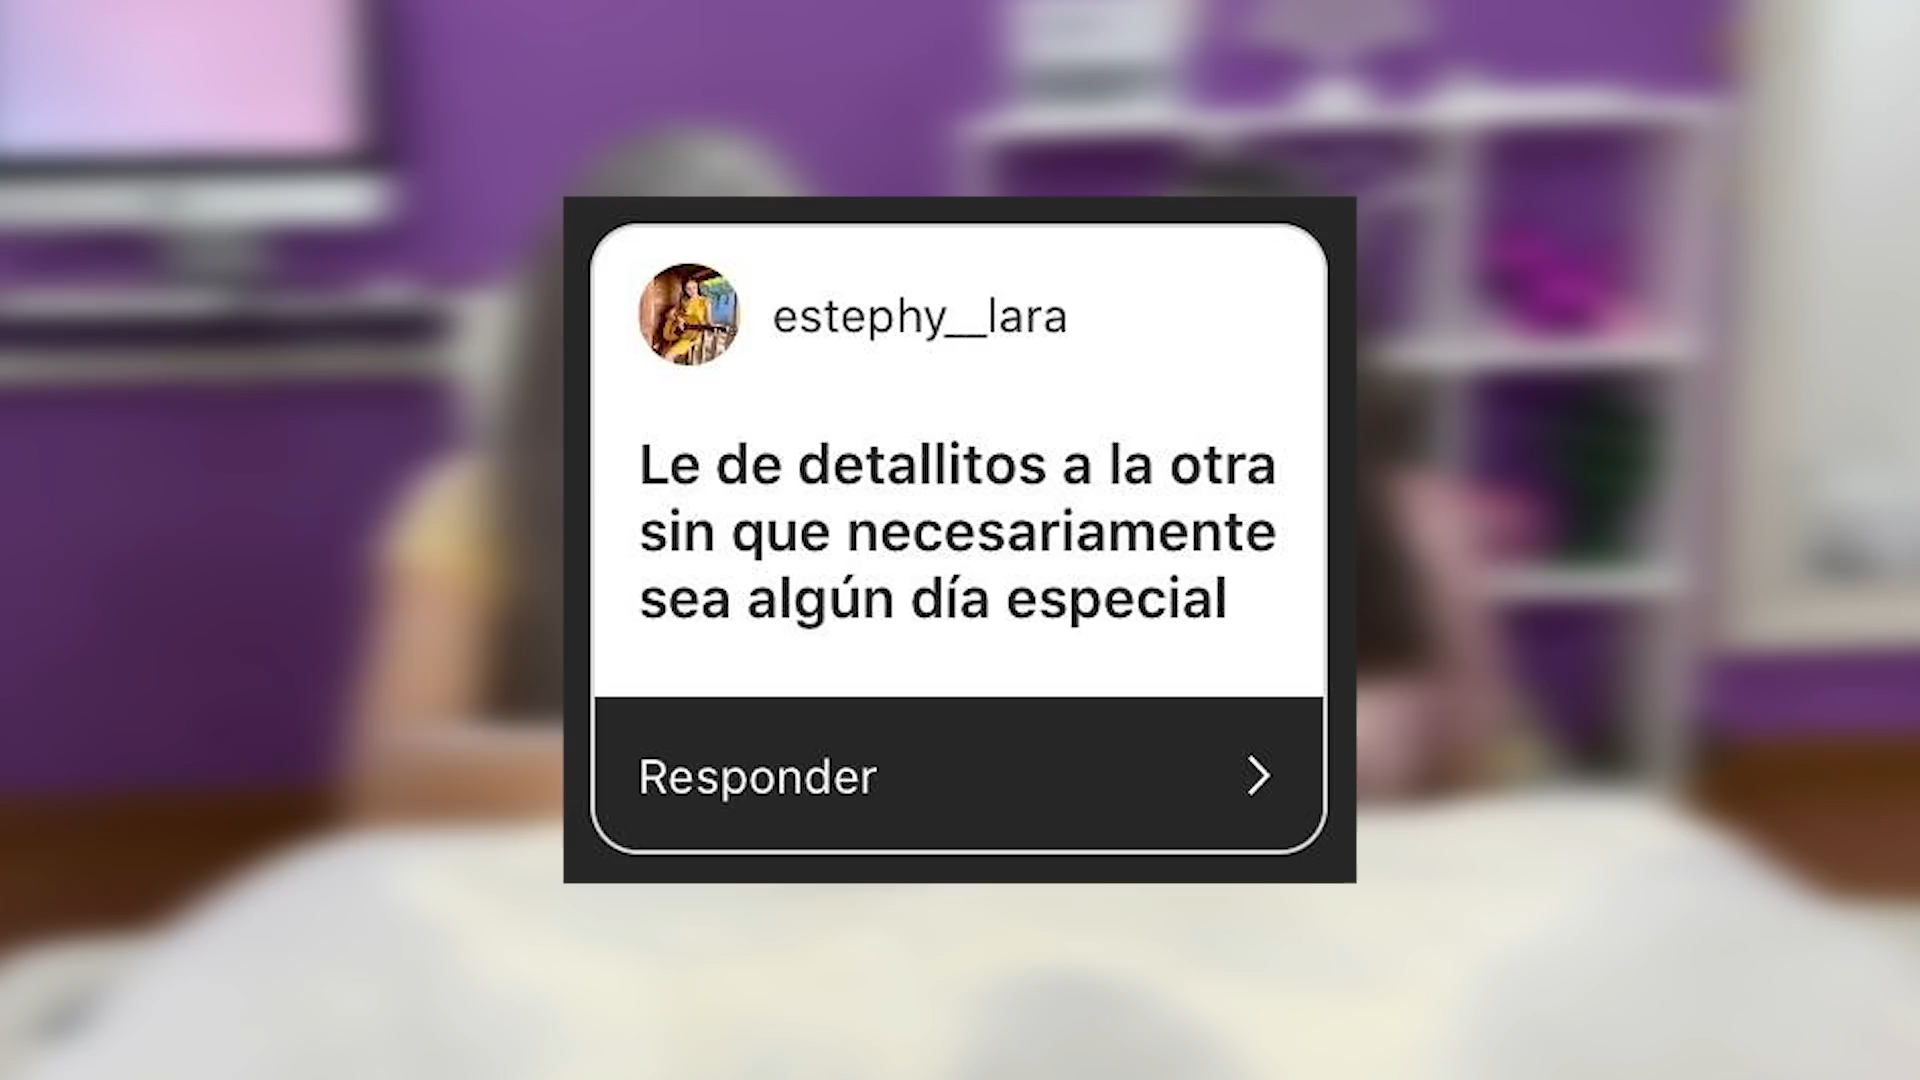 estephy__lara
Le de detallitos a la otra
sin que necesariamente
sea algún día especial
Responder